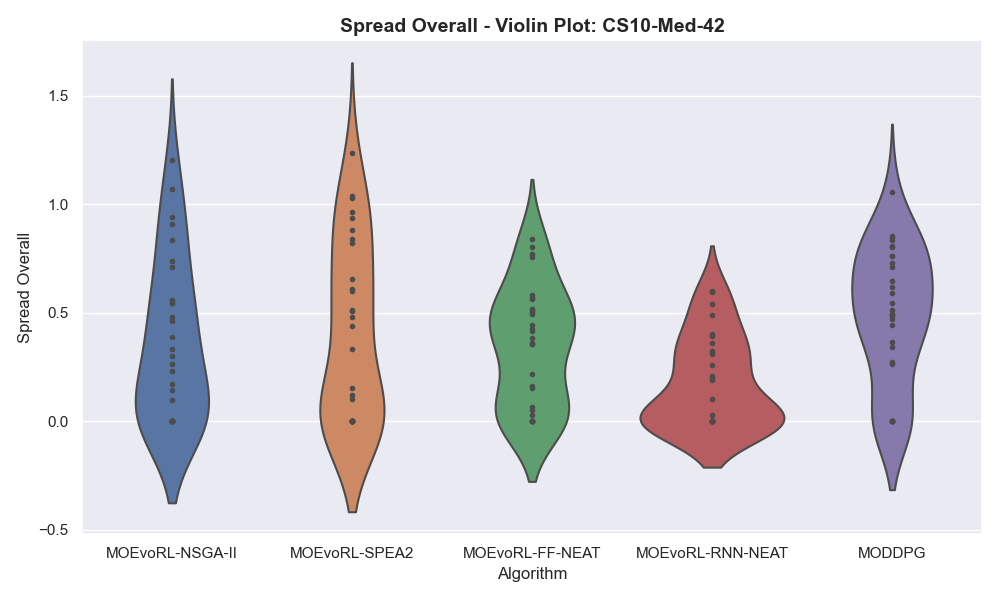 Spread Overall - Violin Plot: CS10-Med-42
1.5
1.0
0.5
0.0
−0.5
Spread Overall
MOEvoRL-NSGA-II
MOEvoRL-SPEA2
MOEvoRL-FF-NEAT
MOEvoRL-RNN-NEAT
MODDPG
Algorithm